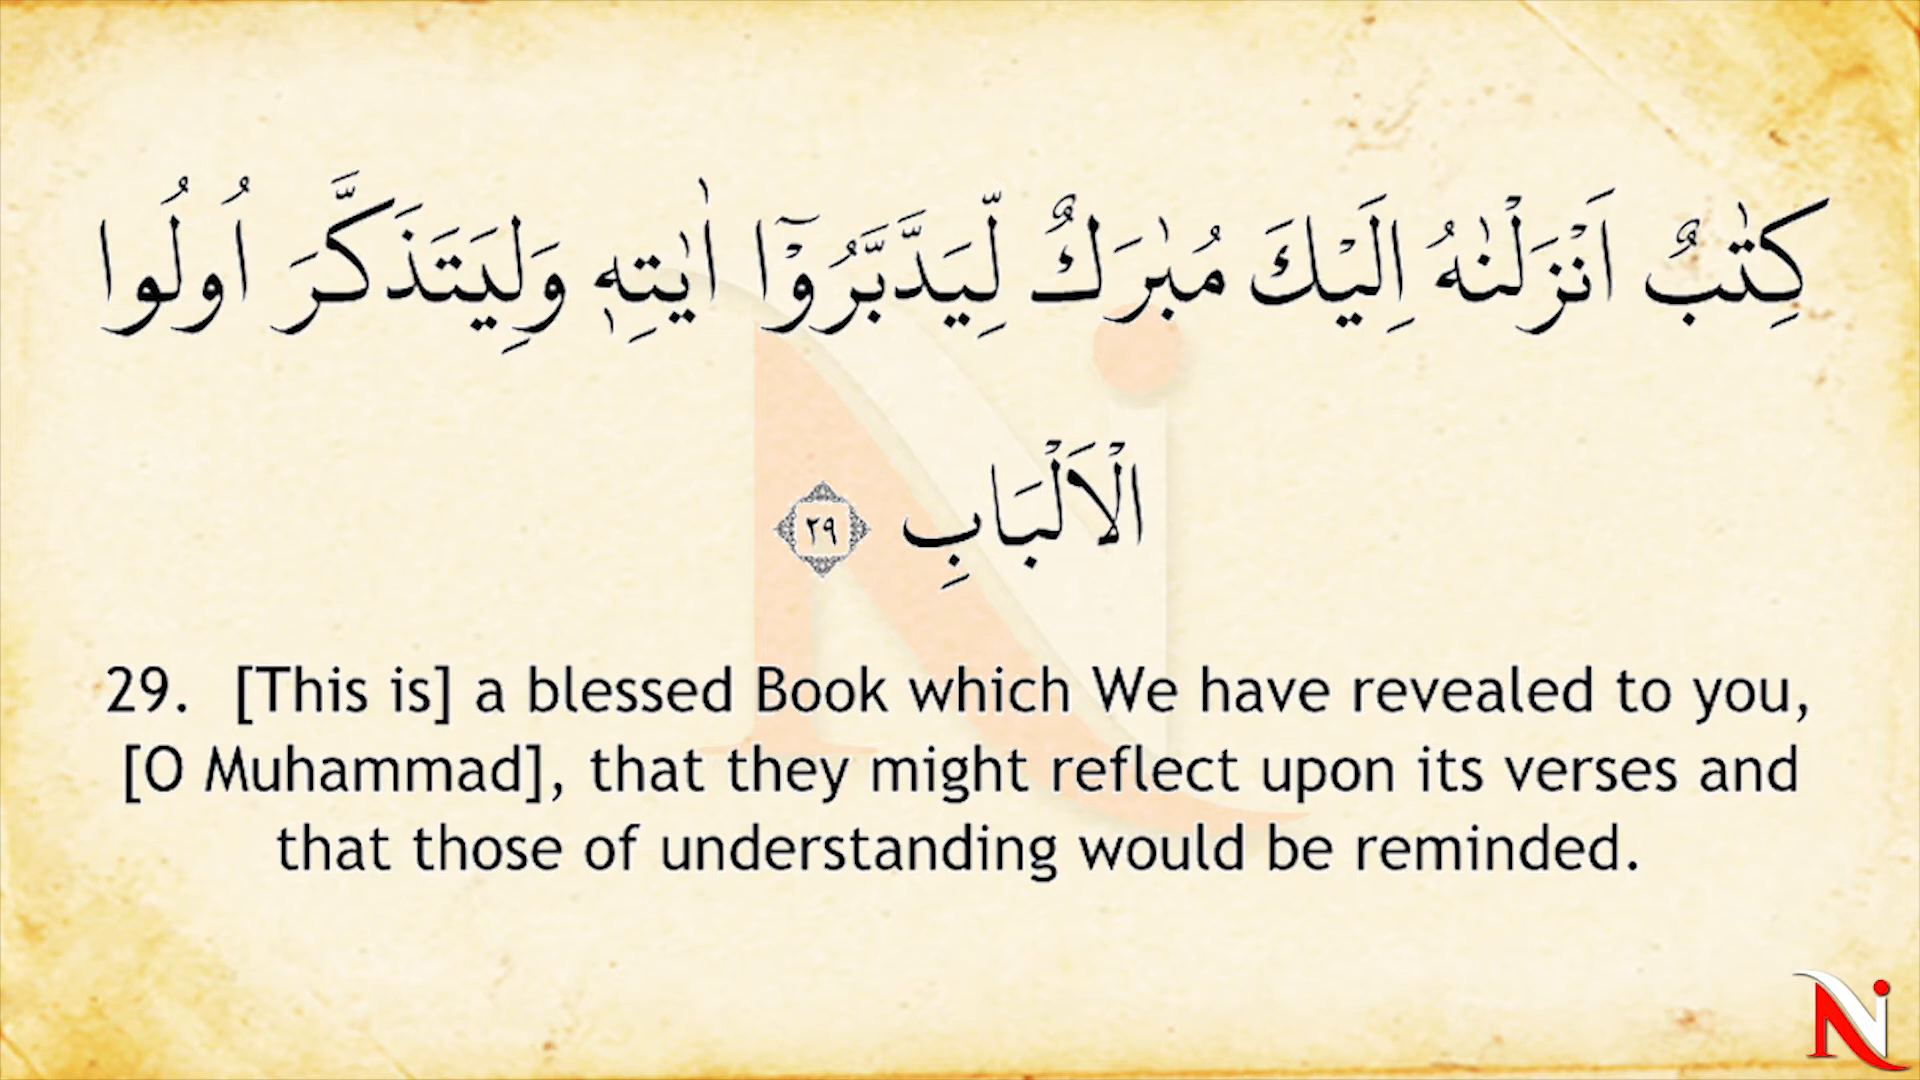 كِتٰبٌ اَنْزَلْنٰهُ اِلَيْكَ مُبٰرَكٌ لِّيَدَّبَّرُوْٓا اٰيٰتِهٖ وَلِيَتَذَكَّرَ اُولُوا
الْاَلْبَابِ ٢٩
29. [This is] a blessed Book which We have revealed to you,
[O Muhammad], that they might reflect upon its verses and
that those of understanding would be reminded.
Ni